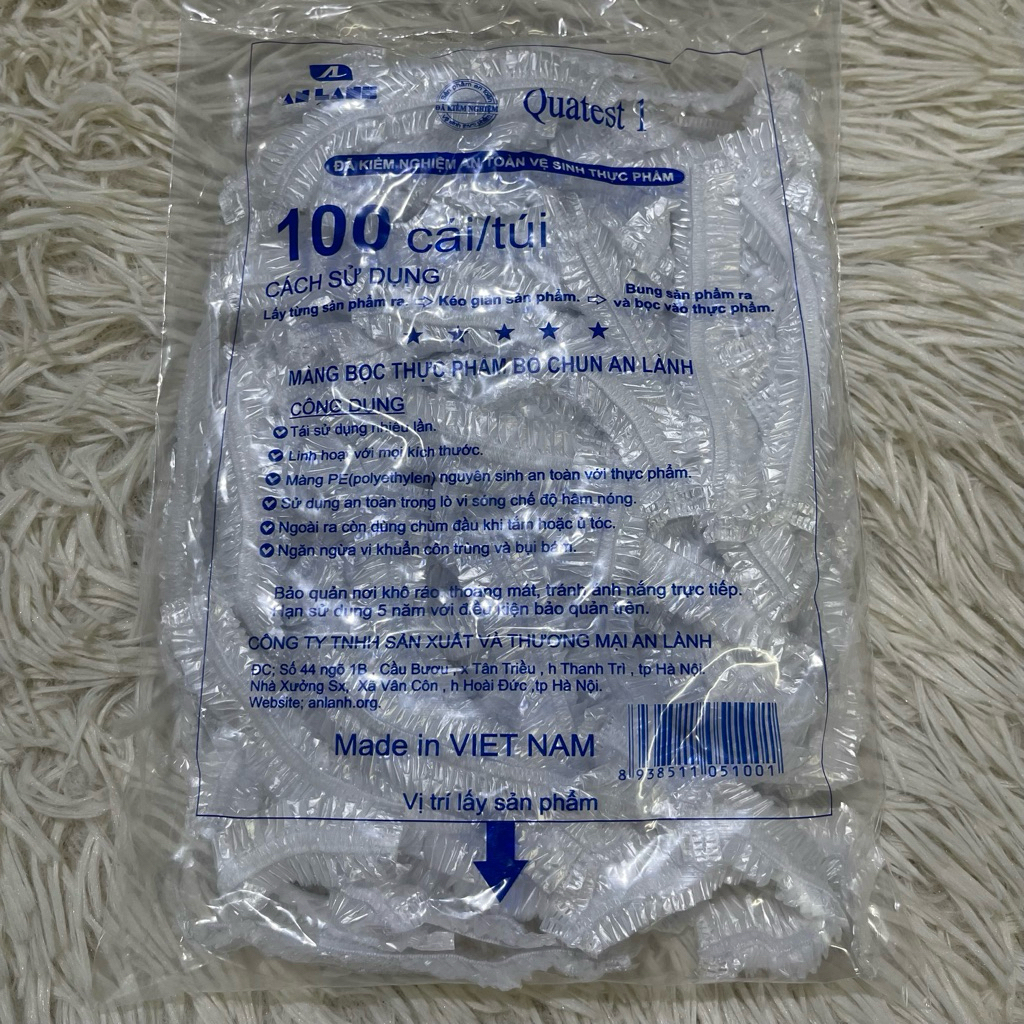 AN LANH
ĐÃ KIỂM NGHIỆM
Quatest 1
ĐÃ KIỂM NGHIỆM AN TOÀN VỆ SINH THỰC PHẨM
100 cái/túi
CÁCH SỬ DỤNG
Lấy từng sản phẩm ra. ⇨ Kéo giãn sản phẩm. ⇨ Bung sản phẩm ra và bọc vào thực phẩm.
★ ★ ★ ★ ★
MÀNG BỌC THỰC PHẨM BO CHUN AN LÀNH
CÔNG DỤNG
Tái sử dụng nhiều lần.
Linh hoạt với mọi kích thước.
Màng PE(polyethylen) nguyên sinh an toàn với thực phẩm.
Sử dụng an toàn trong lò vi sóng chế độ hâm nóng.
Ngoài ra còn dùng chùm đầu khi tắm hoặc ủ tóc.
Ngăn ngừa vi khuẩn côn trùng và bụi bẩn.
Bảo quản nơi khô ráo, thoáng mát, tránh ánh nắng trực tiếp.
Hạn sử dụng 5 năm với điều kiện bảo quản trên.
CÔNG TY TNHH SẢN XUẤT VÀ THƯƠNG MẠI AN LÀNH
ĐC; Số 44 ngõ 1B , Cầu Bươu , x Tân Triều , h Thanh Trì , tp Hà Nội.
Nhà Xưởng Sx, Xã Vân Côn , h Hoài Đức ,tp Hà Nội.
Website; anlanh.org.
Made in VIET NAM
8 938511 051001
Vị trí lấy sản phẩm